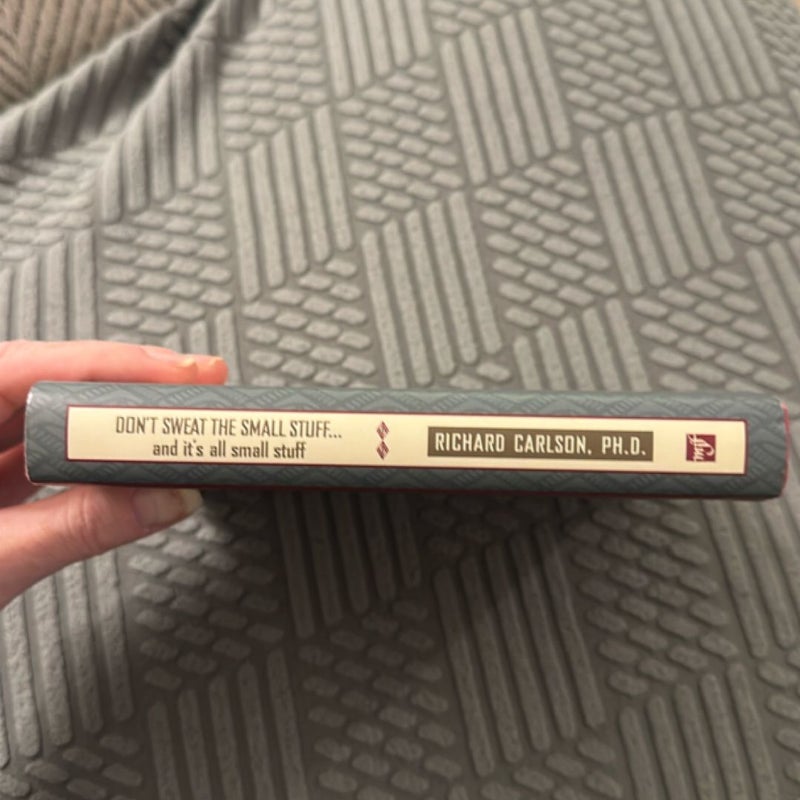 DON'T SWEAT THE SMALL STUFF...
and it's all small stuff
RICHARD CARLSON, PH.D.